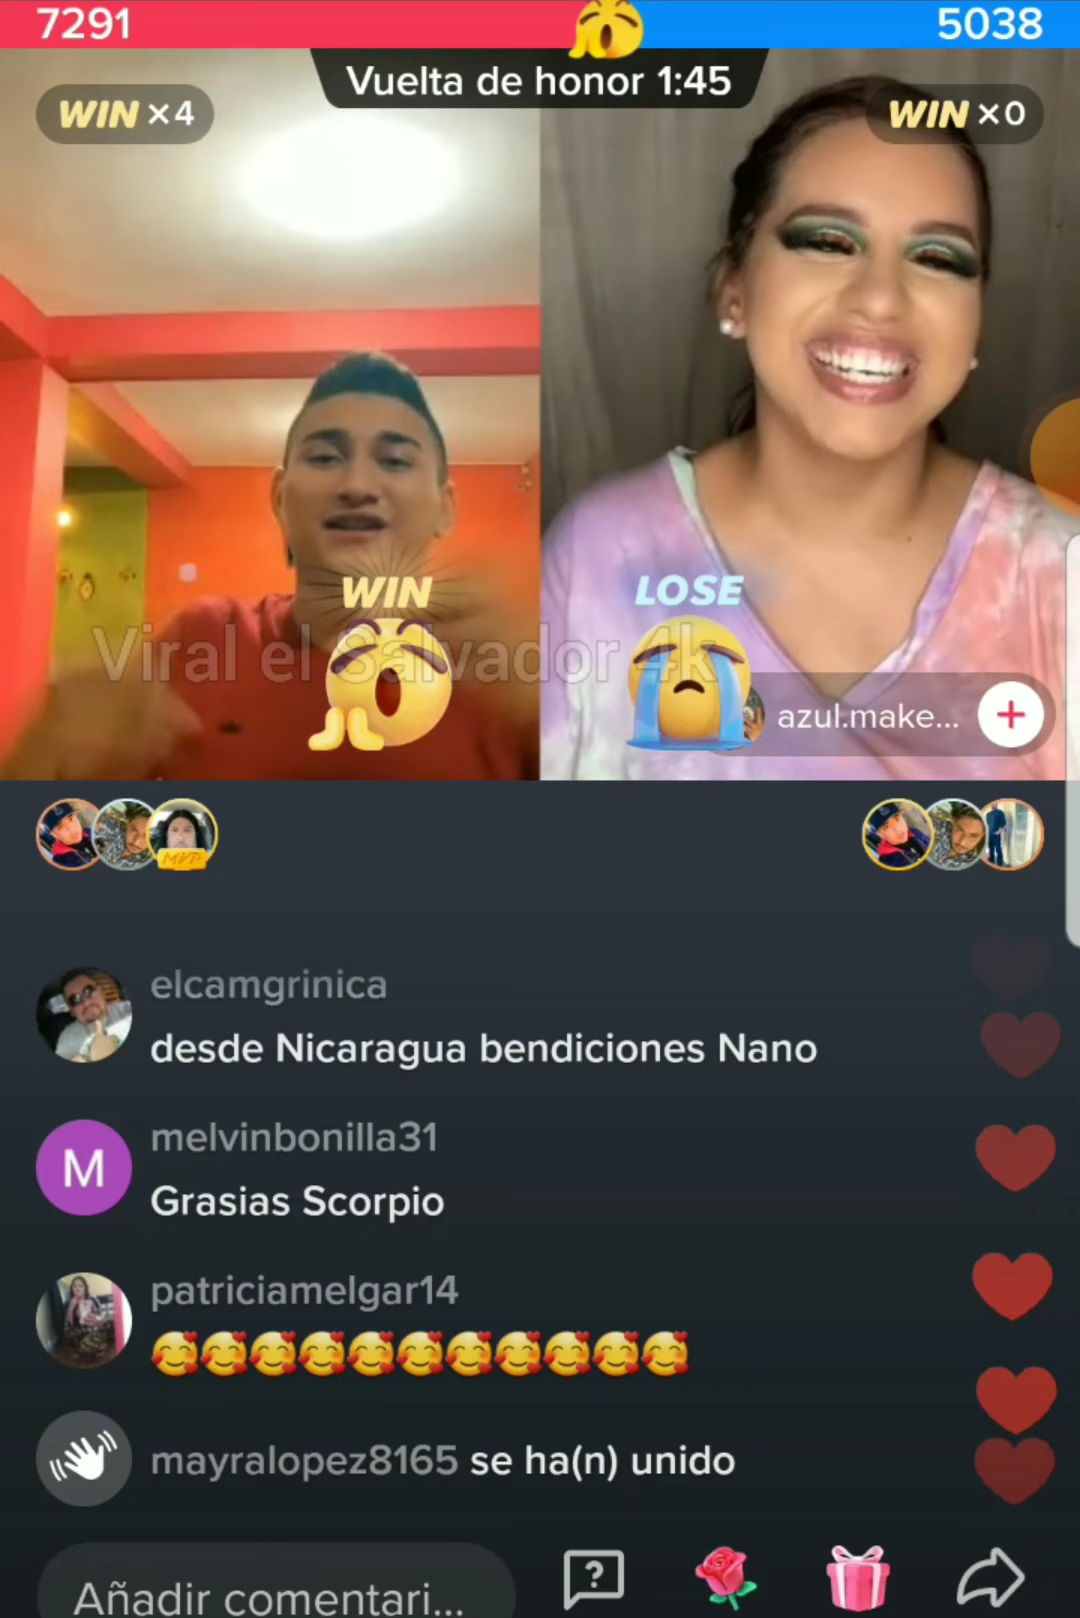 7291
5038
Vuelta de honor 1:45
WIN ×4
WIN ×0
WIN
LOSE
Viral el Salvador 4k
azul.make...
MVP
elcamgrinica
desde Nicaragua bendiciones Nano
M
melvinbonilla31
Grasias Scorpio
patriciamelgar14
🥰🥰🥰🥰🥰🥰🥰🥰🥰🥰🥰
mayralopez8165 se ha(n) unido
Añadir comentari...
?